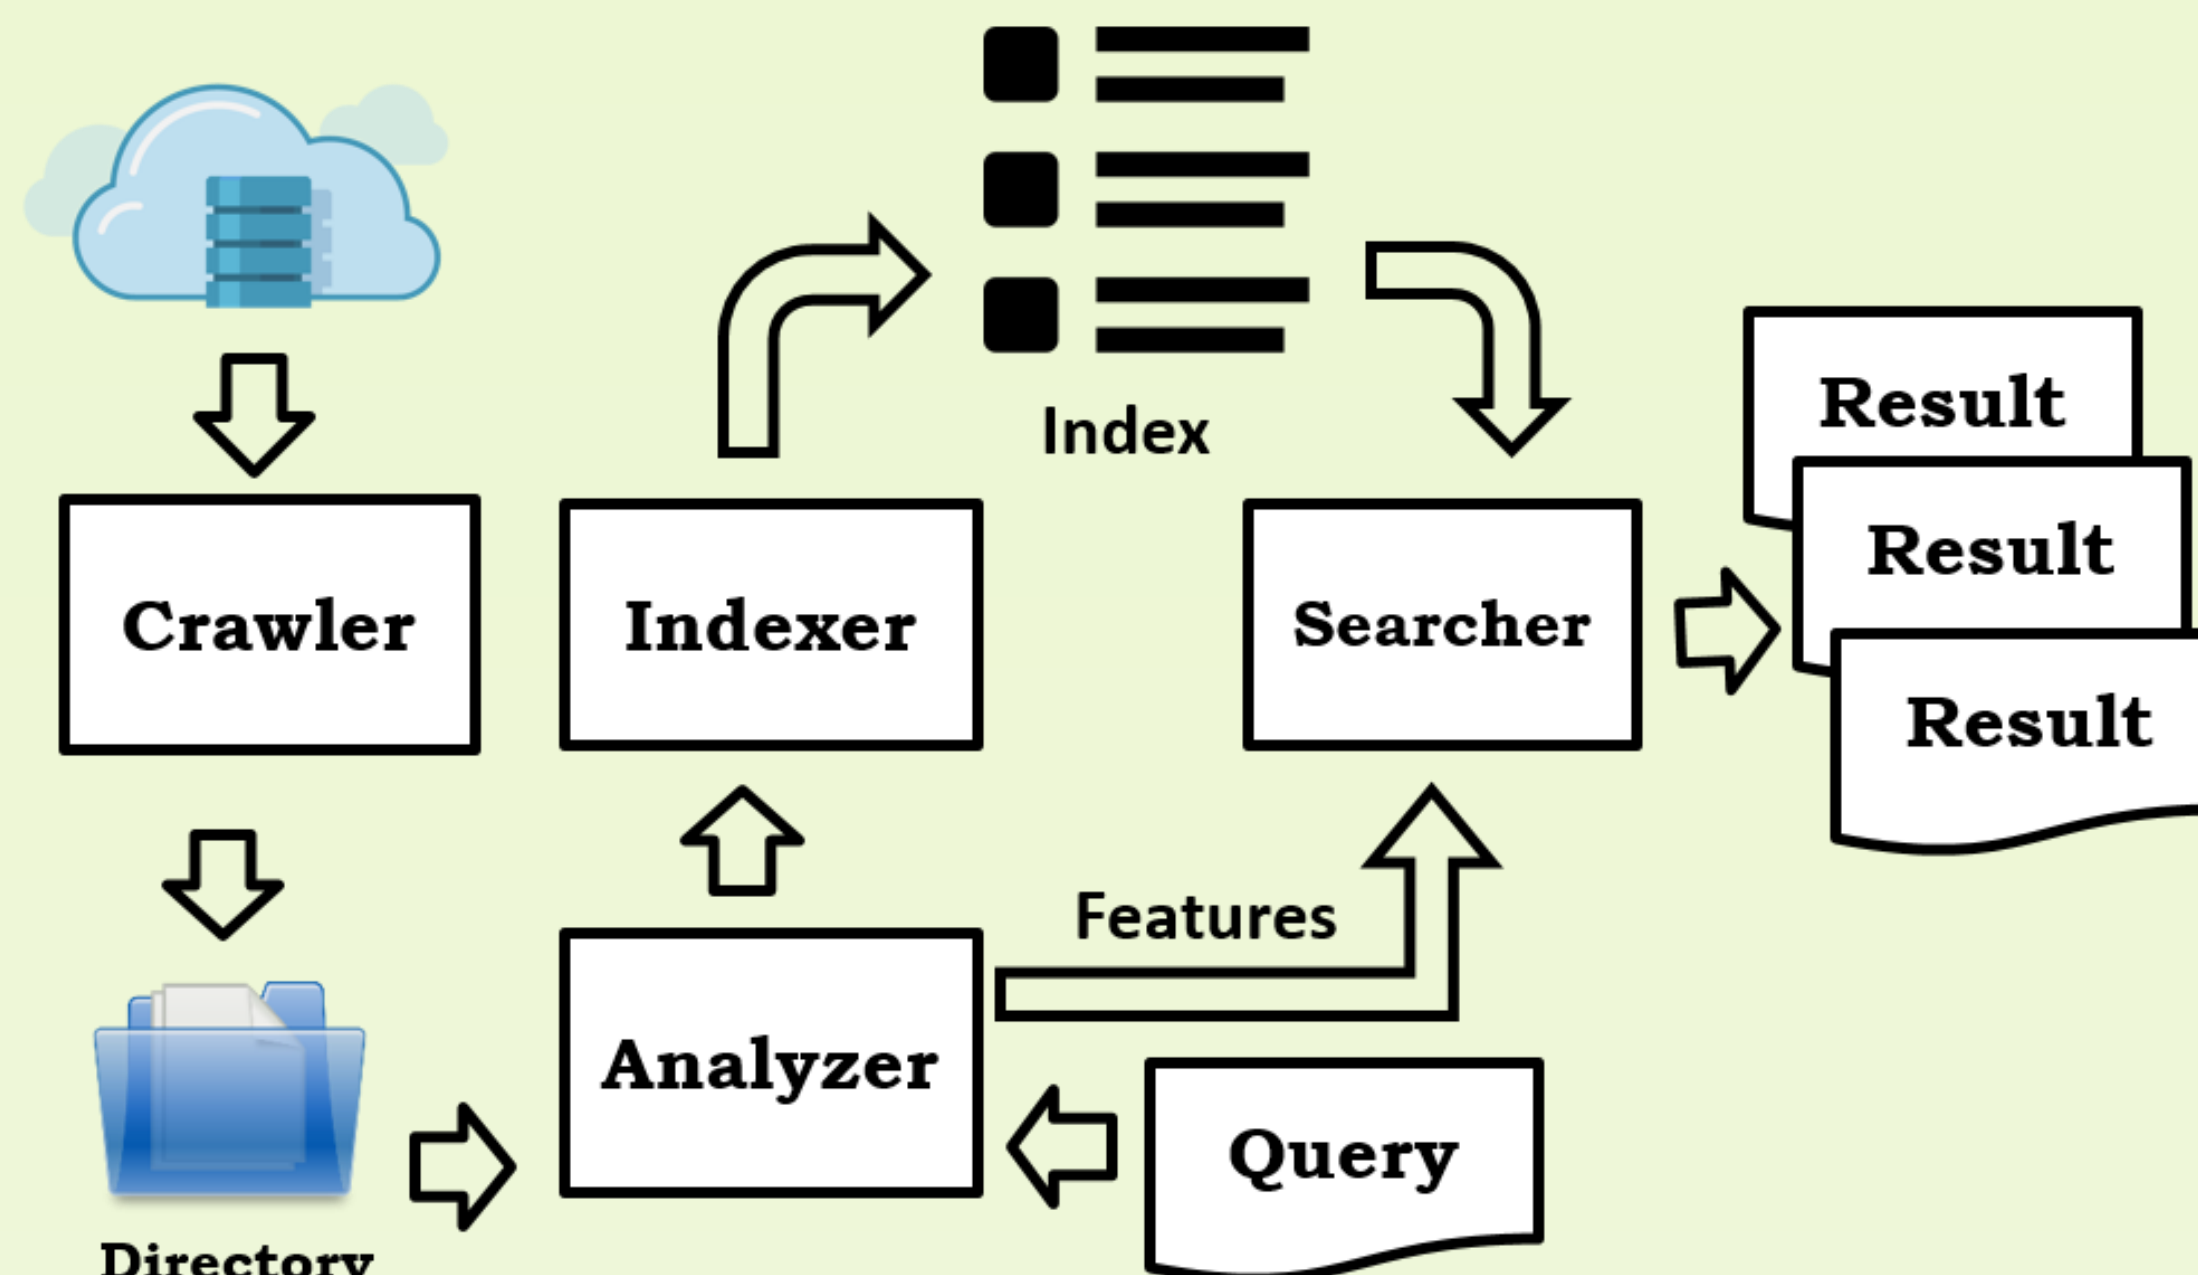 Index
Result
Result
Result
Crawler
Indexer
Searcher
Features
Analyzer
Query
Directory